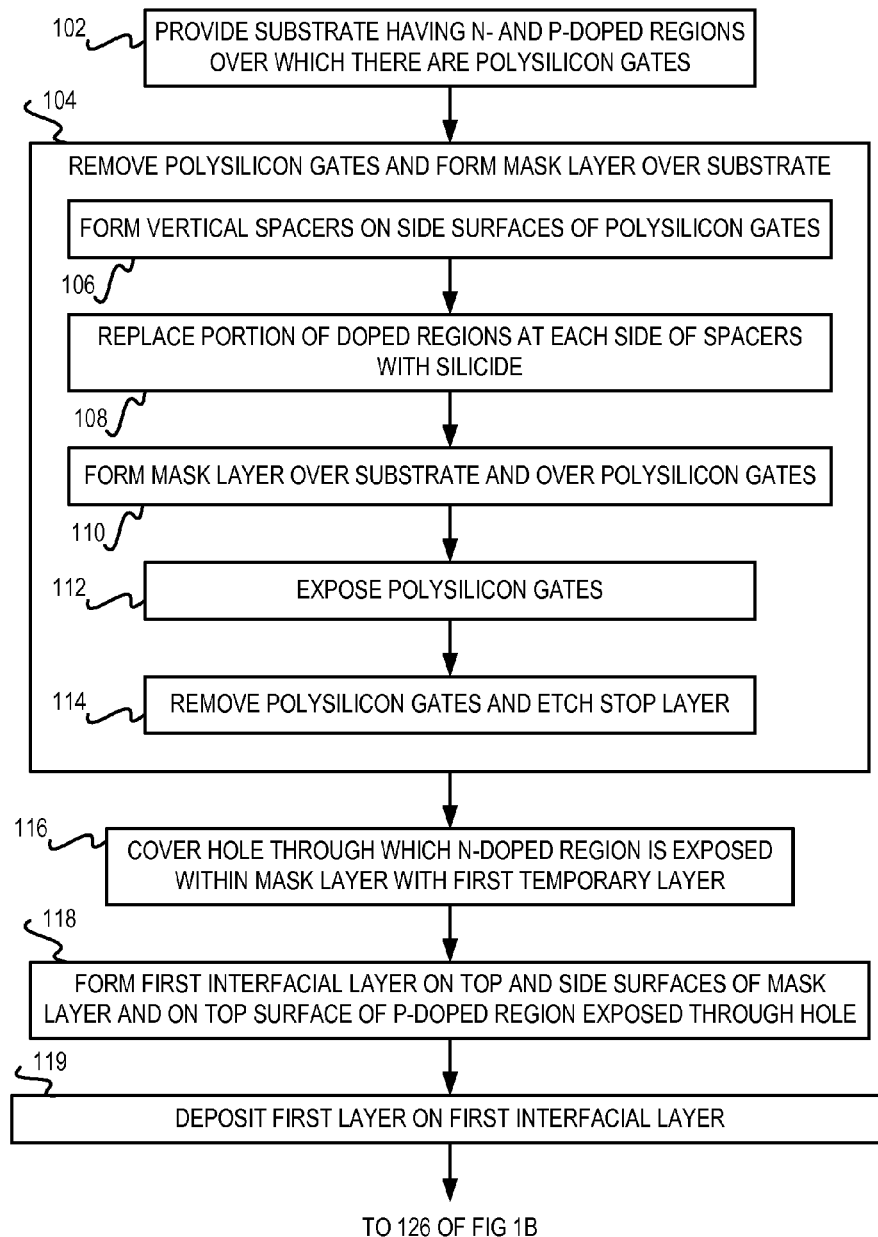 102
PROVIDE SUBSTRATE HAVING N- AND P-DOPED REGIONS
OVER WHICH THERE ARE POLYSILICON GATES
104
REMOVE POLYSILICON GATES AND FORM MASK LAYER OVER SUBSTRATE
FORM VERTICAL SPACERS ON SIDE SURFACES OF POLYSILICON GATES
106
REPLACE PORTION OF DOPED REGIONS AT EACH SIDE OF SPACERS
WITH SILICIDE
108
FORM MASK LAYER OVER SUBSTRATE AND OVER POLYSILICON GATES
110
112
EXPOSE POLYSILICON GATES
114
REMOVE POLYSILICON GATES AND ETCH STOP LAYER
116
COVER HOLE THROUGH WHICH N-DOPED REGION IS EXPOSED
WITHIN MASK LAYER WITH FIRST TEMPORARY LAYER
118
FORM FIRST INTERFACIAL LAYER ON TOP AND SIDE SURFACES OF MASK
LAYER AND ON TOP SURFACE OF P-DOPED REGION EXPOSED THROUGH HOLE
119
DEPOSIT FIRST LAYER ON FIRST INTERFACIAL LAYER
TO 126 OF FIG 1B